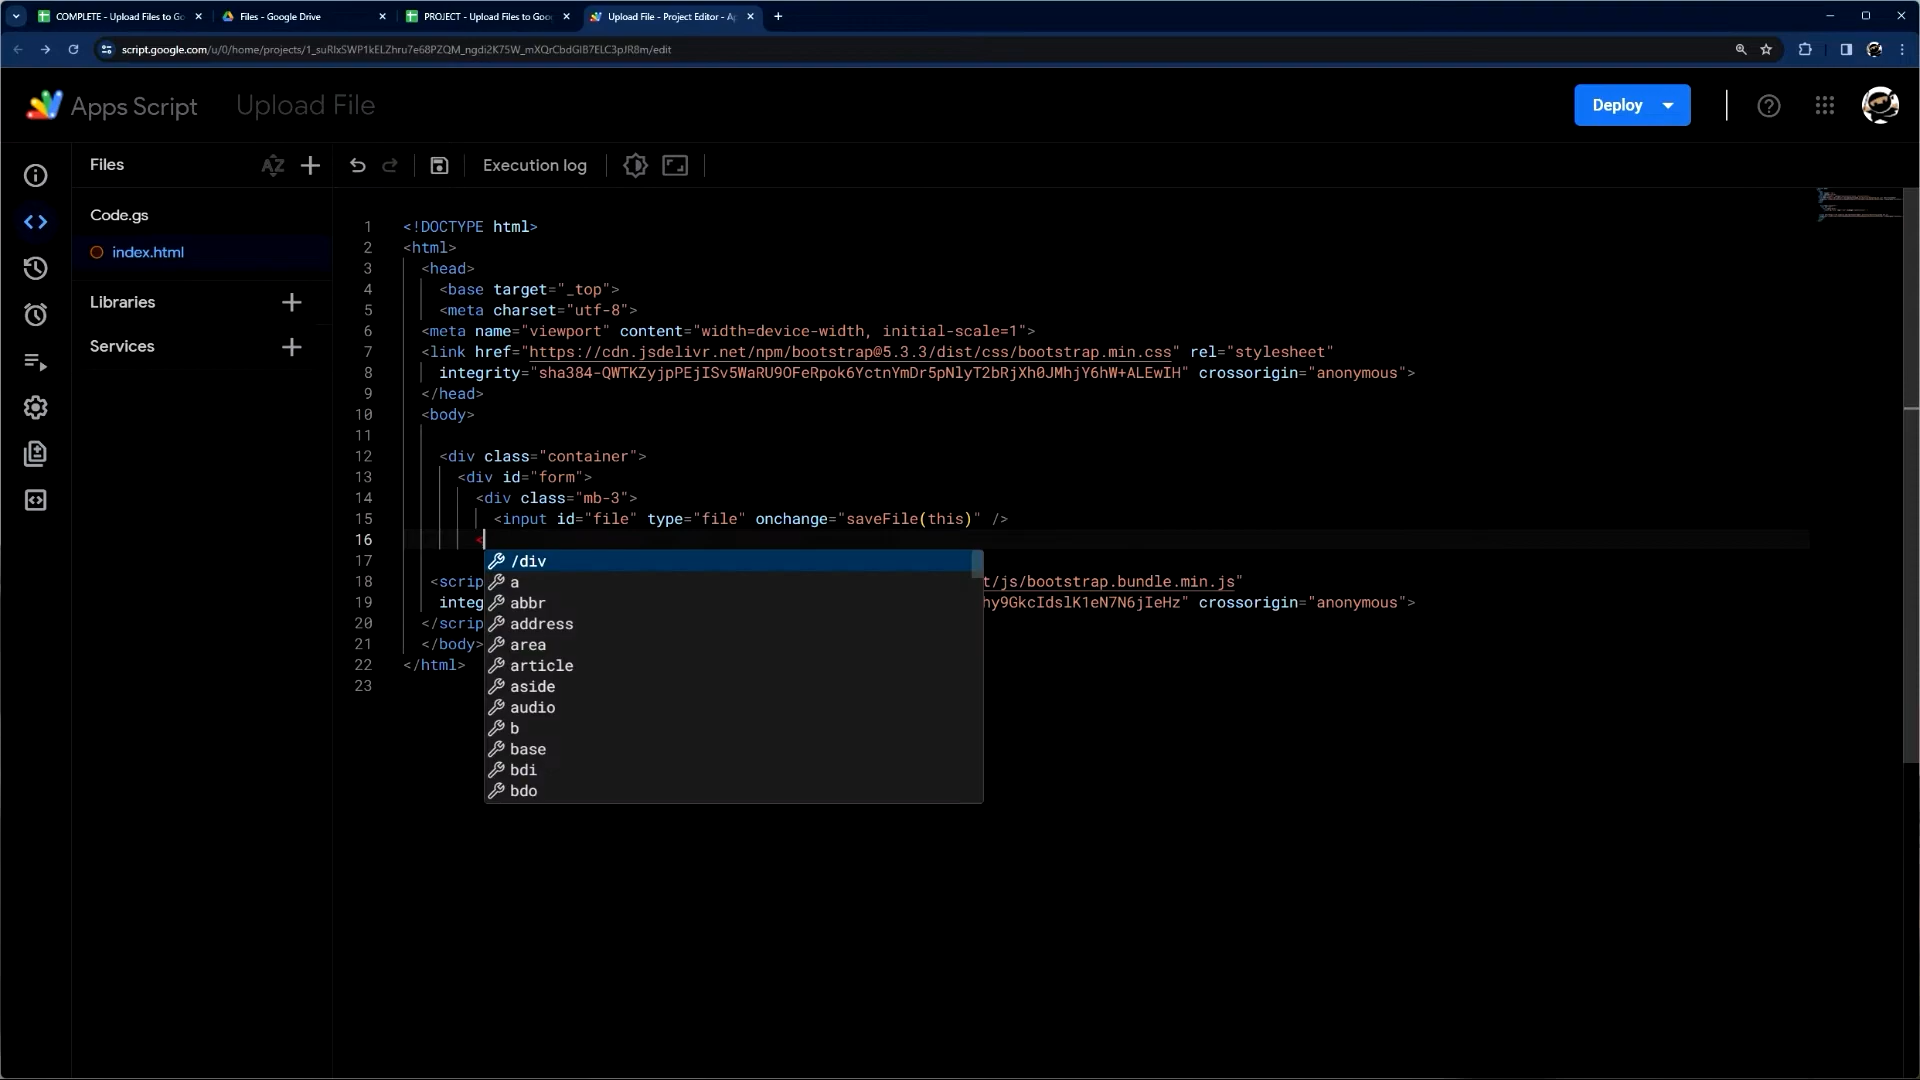 COMPLETE - Upload Files to Go
Files - Google Drive
PROJECT - Upload Files to Goo
Upload File - Project Editor - Ap
script.google.com/u/0/home/projects/1_suRlxSWP1kELZhru7e68PZQM_ngdi2K75W_mXQrCbdGlB7ELC3pJR8m/edit
Apps Script
Upload File
Deploy
Files
Execution log
Code.gs
index.html
Libraries
Services
1 <!DOCTYPE html>
2 <html>
3 <head>
4 <base target="_top">
5 <meta charset="utf-8">
6 <meta name="viewport" content="width=device-width, initial-scale=1">
7 <link href="https://cdn.jsdelivr.net/npm/bootstrap@5.3.3/dist/css/bootstrap.min.css" rel="stylesheet"
8 integrity="sha384-QWTKZyjpPEjISv5WaRU9OFeRpok6YctnYmDr5pNlyT2bRjXh0JMhjY6hW+ALEwIH" crossorigin="anonymous">
9 </head>
10 <body>
11
12 <div class="container">
13 <div id="form">
14 <div class="mb-3">
15 <input id="file" type="file" onchange="saveFile(this)" />
16 <
17
18 <scrip t/js/bootstrap.bundle.min.js"
19 integ hy9GkcIdslK1eN7N6jIeHz" crossorigin="anonymous">
20 </scrip
21 </body>
22 </html>
23
/div
a
abbr
address
area
article
aside
audio
b
base
bdi
bdo